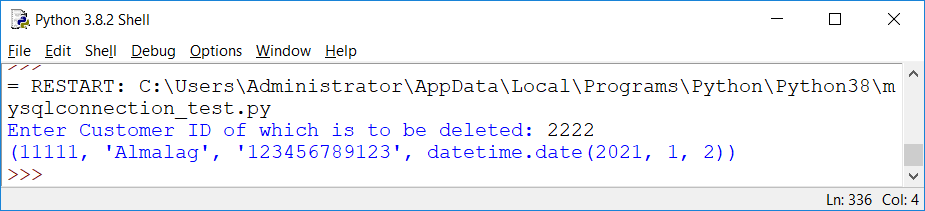 Python 3.8.2 Shell
File Edit Shell Debug Options Window Help
>>>
= RESTART: C:\Users\Administrator\AppData\Local\Programs\Python\Python38\m
ysqlconnection_test.py
Enter Customer ID of which is to be deleted: 2222
(11111, 'Almalag', '123456789123', datetime.date(2021, 1, 2))
>>>
Ln: 336 Col: 4